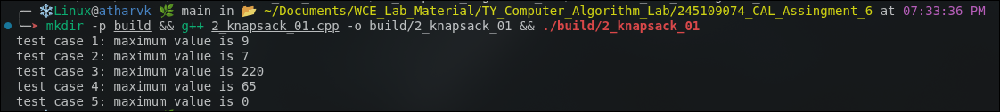 Linux@atharvk main in ~/Documents/WCE_Lab_Material/TY_Computer_Algorithm_Lab/245109074_CAL_Assingment_6 at 07:33:36 PM
mkdir -p build && g++ 2_knapsack_01.cpp -o build/2_knapsack_01 && ./build/2_knapsack_01
test case 1: maximum value is 9
test case 2: maximum value is 7
test case 3: maximum value is 220
test case 4: maximum value is 65
test case 5: maximum value is 0